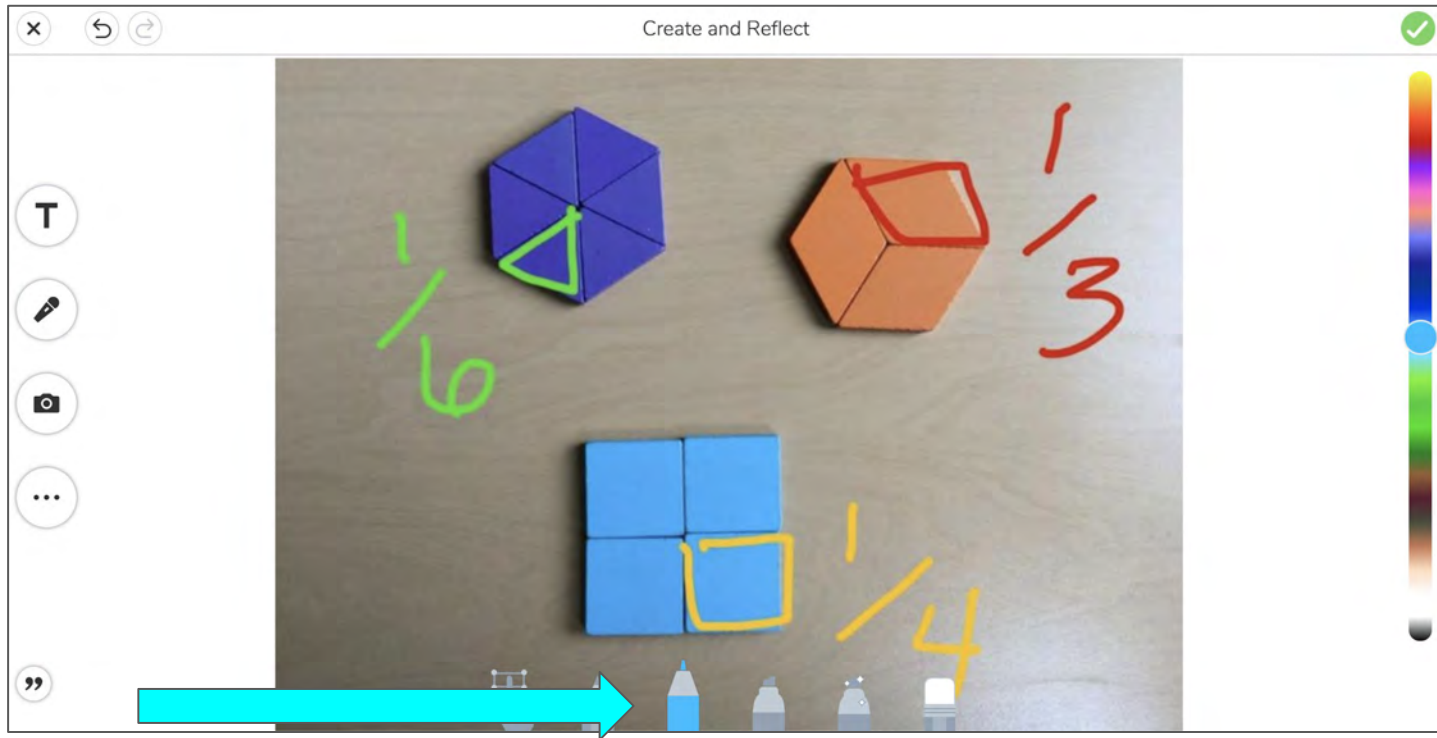 Create and Reflect
T
1/6
1/3
1/4
”